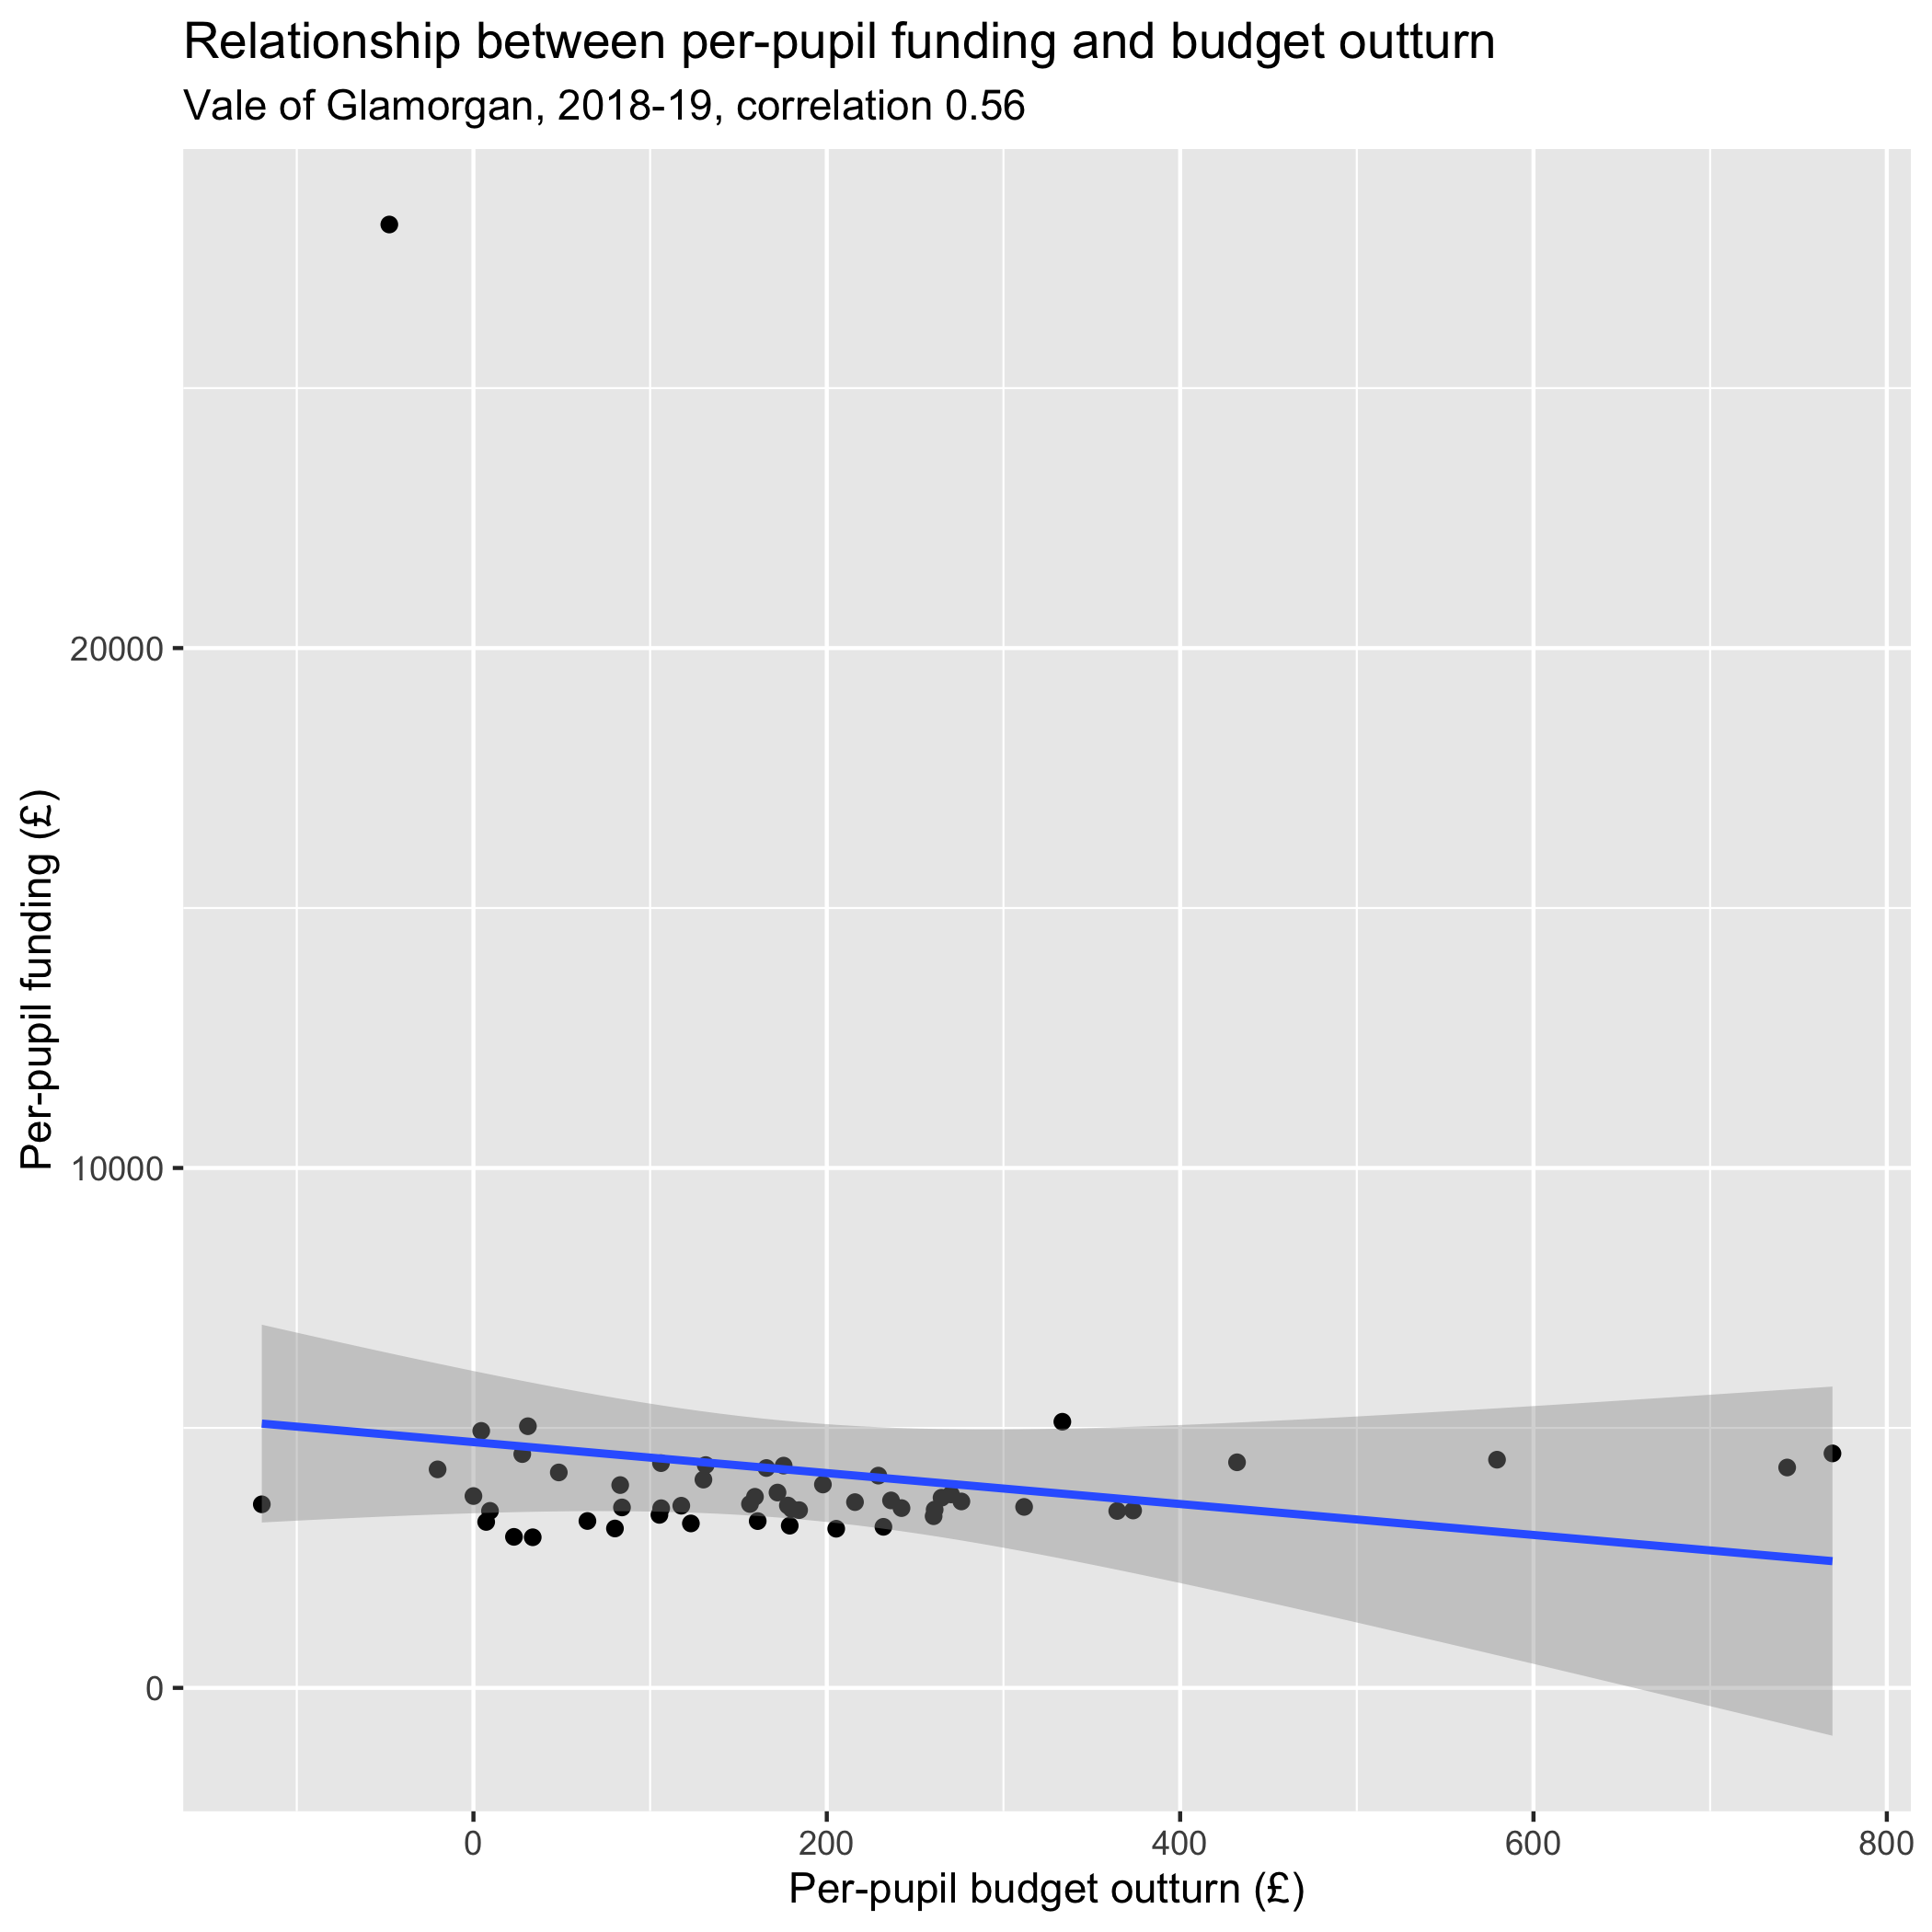 Relationship between per-pupil funding and budget outturn
Vale of Glamorgan, 2018-19, correlation 0.56
Per-pupil funding (£)
20000
10000
0
0
200
400
600
800
Per-pupil budget outturn (£)